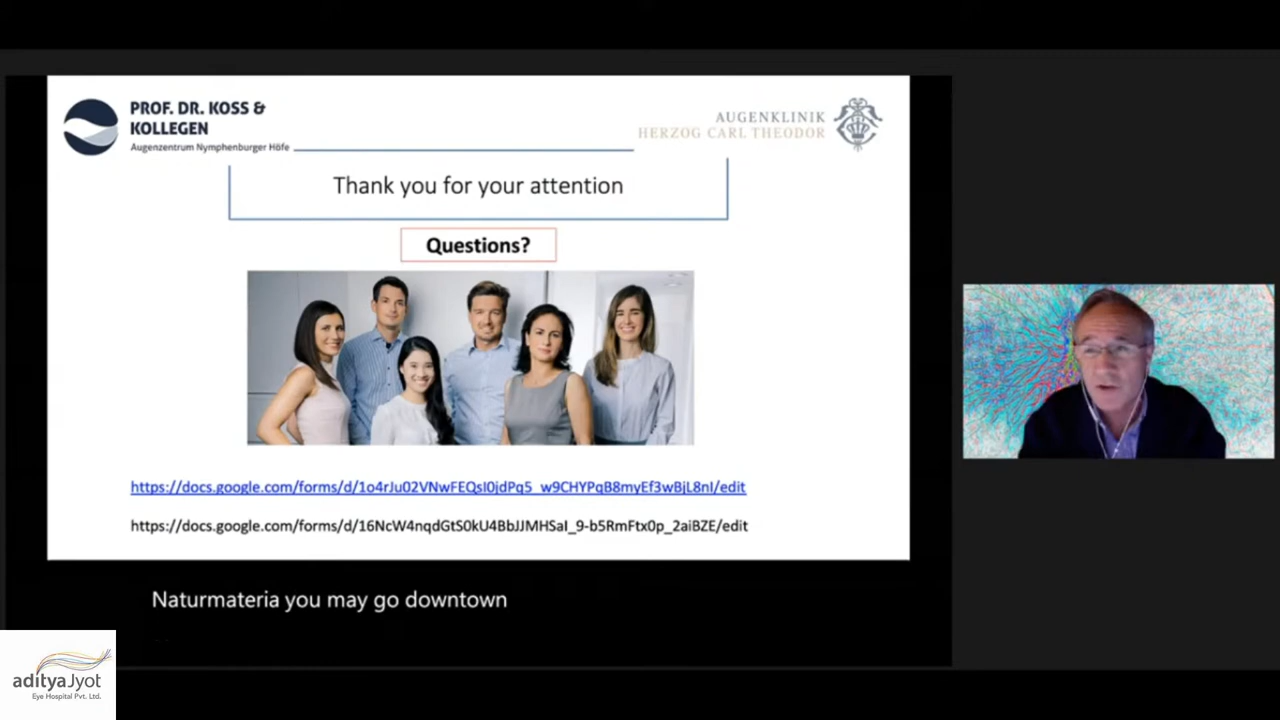 PROF. DR. KOSS &
KOLLEGEN
Augenzentrum Nymphenburger Höfe
AUGENKLINIK
HERZOG CARL THEODOR
Thank you for your attention
Questions?
https://docs.google.com/forms/d/1o4rJu02VNwFEQsI0jdPq5_w9CHYPqB8myEf3wBjL8nI/edit
https://docs.google.com/forms/d/16NcW4nqdGtS0kU4BbJJMHSaI_9-b5RmFtx0p_2aiBZE/edit
Naturmateria you may go downtown
adityaJyot
Eye Hospital Pvt. Ltd.